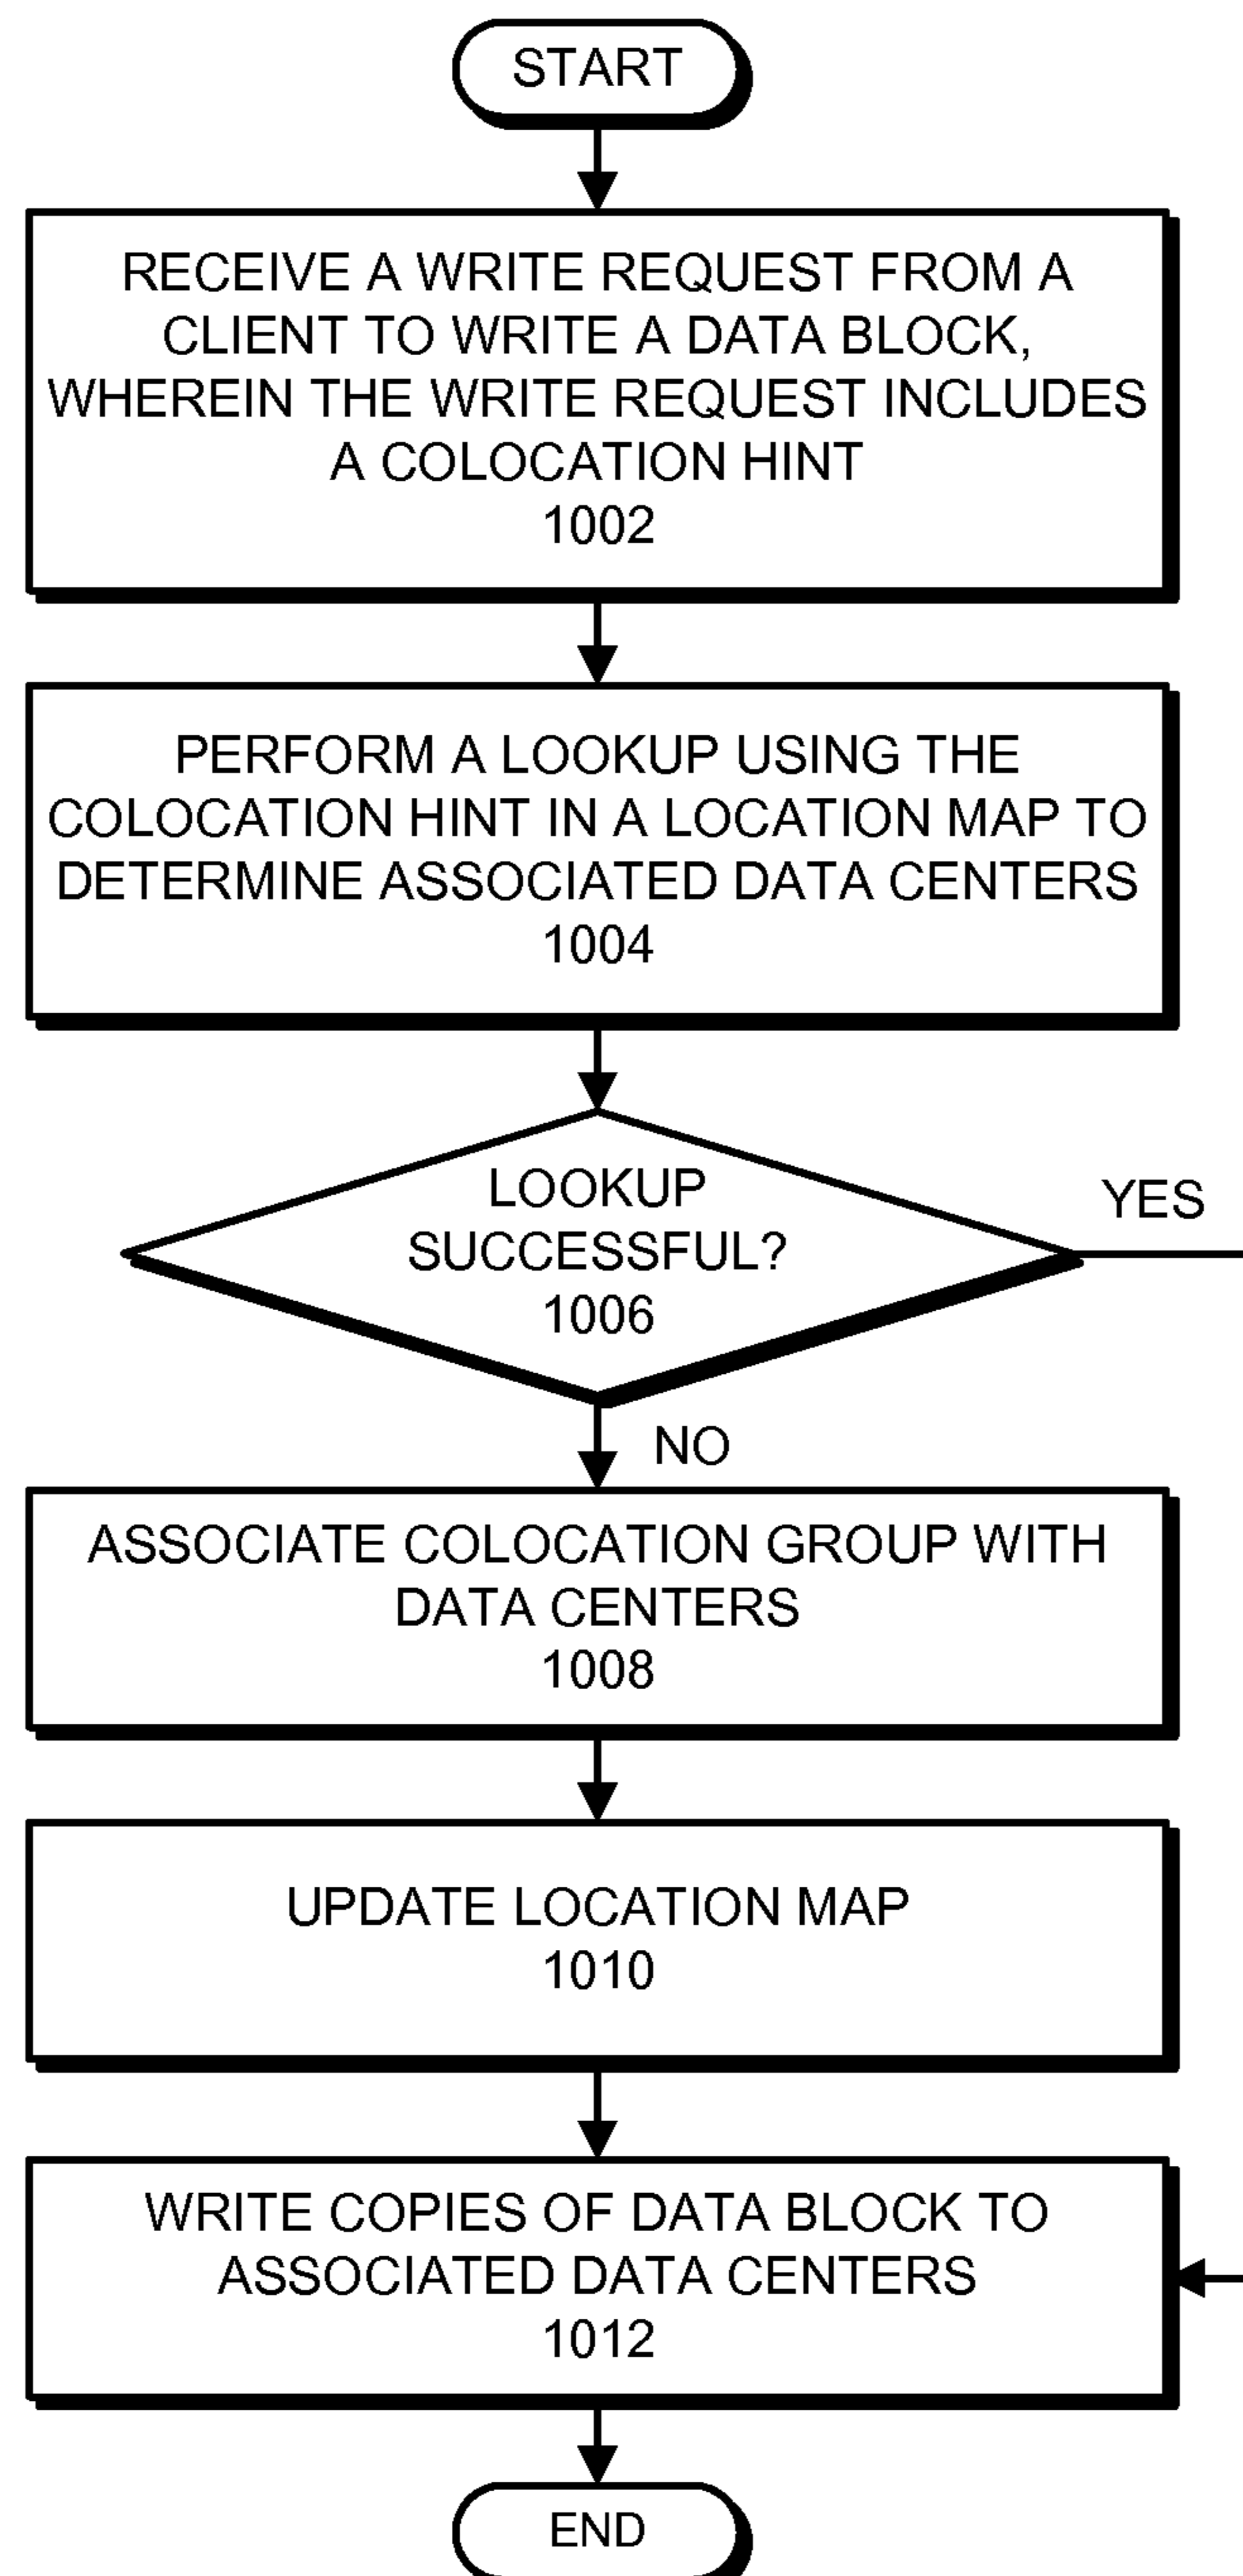 START
RECEIVE A WRITE REQUEST FROM A
CLIENT TO WRITE A DATA BLOCK,
WHEREIN THE WRITE REQUEST INCLUDES
A COLOCATION HINT
1002
PERFORM A LOOKUP USING THE
COLOCATION HINT IN A LOCATION MAP TO
DETERMINE ASSOCIATED DATA CENTERS
1004
LOOKUP
SUCCESSFUL?
1006
YES
NO
ASSOCIATE COLOCATION GROUP WITH
DATA CENTERS
1008
UPDATE LOCATION MAP
1010
WRITE COPIES OF DATA BLOCK TO
ASSOCIATED DATA CENTERS
1012
END